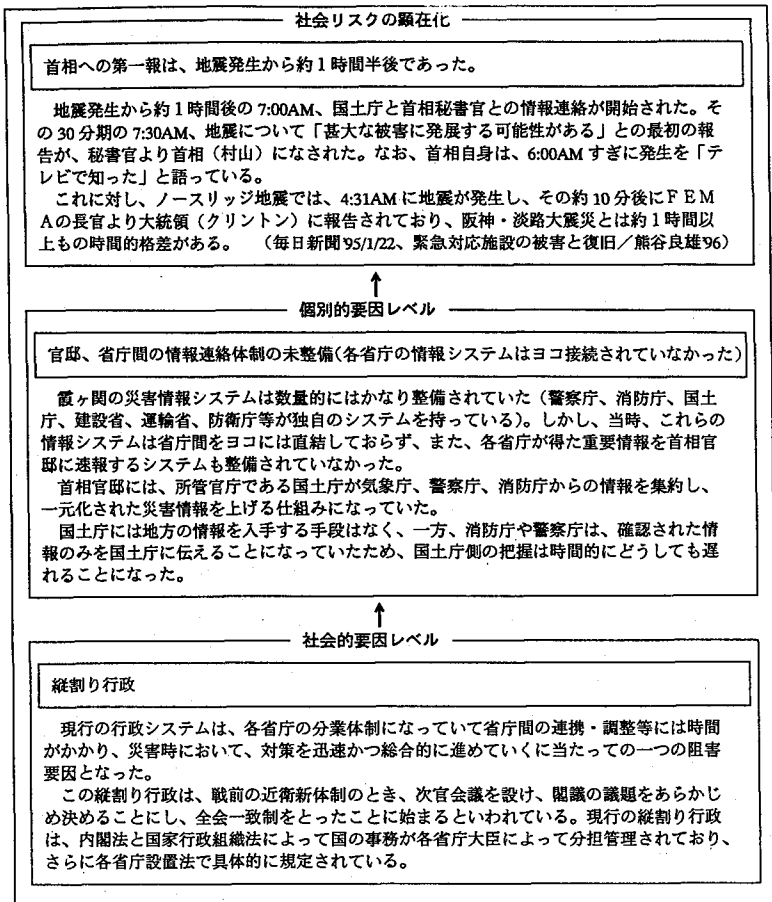 社会リスクの顕在化
首相への第一報は、地震発生から約1時間半後であった。
地震発生から約1時間後の 7:00AM、国土庁と首相秘書官との情報連絡が開始された。そ
の 30 分期の 7:30AM、地震について「甚大な被害に発展する可能性がある」との最初の報
告が、秘書官より首相（村山）になされた。なお、首相自身は、6:00AM すぎに発生を「テ
レビで知った」と語っている。
これに対し、ノースリッジ地震では、4:31AM に地震が発生し、その約 10 分後にＦＥＭ
Ａの長官より大統領（クリントン）に報告されており、阪神・淡路大震災とは約１時間以
上もの時間的格差がある。　（毎日新聞'95/1/22、緊急対応施設の被害と復旧／熊谷良雄'96）
↑
個別的要因レベル
官邸、省庁間の情報連絡体制の未整備（各省庁の情報システムはヨコ接続されていなかった）
霞ヶ関の災害情報システムは数量的にはかなり整備されていた（警察庁、消防庁、国土
庁、建設省、運輸省、防衛庁等が独自のシステムを持っている）。しかし、当時、これらの
情報システムは省庁間をヨコには直結しておらず、また、各省庁が得た重要情報を首相官
邸に速報するシステムも整備されていなかった。
首相官邸には、所管官庁である国土庁が気象庁、警察庁、消防庁からの情報を集約し、
一元化された災害情報を上げる仕組みになっていた。
国土庁には地方の情報を入手する手段はなく、一方、消防庁や警察庁は、確認された情
報のみを国土庁に伝えることになっていたため、国土庁側の把握は時間的にどうしても遅
れることになった。
↑
社会的要因レベル
縦割り行政
現行の行政システムは、各省庁の分業体制になっていて省庁間の連携・調整等には時間
がかかり、災害時において、対策を迅速かつ総合的に進めていくに当たっての一つの阻害
要因となった。
この縦割り行政は、戦前の近衛新体制のとき、次官会議を設け、閣議の議題をあらかじ
め決めることにし、全会一致制をとったことに始まるといわれている。現行の縦割り行政
は、内閣法と国家行政組織法によって国の事務が各省庁大臣によって分担管理されており、
さらに各省庁設置法で具体的に規定されている。